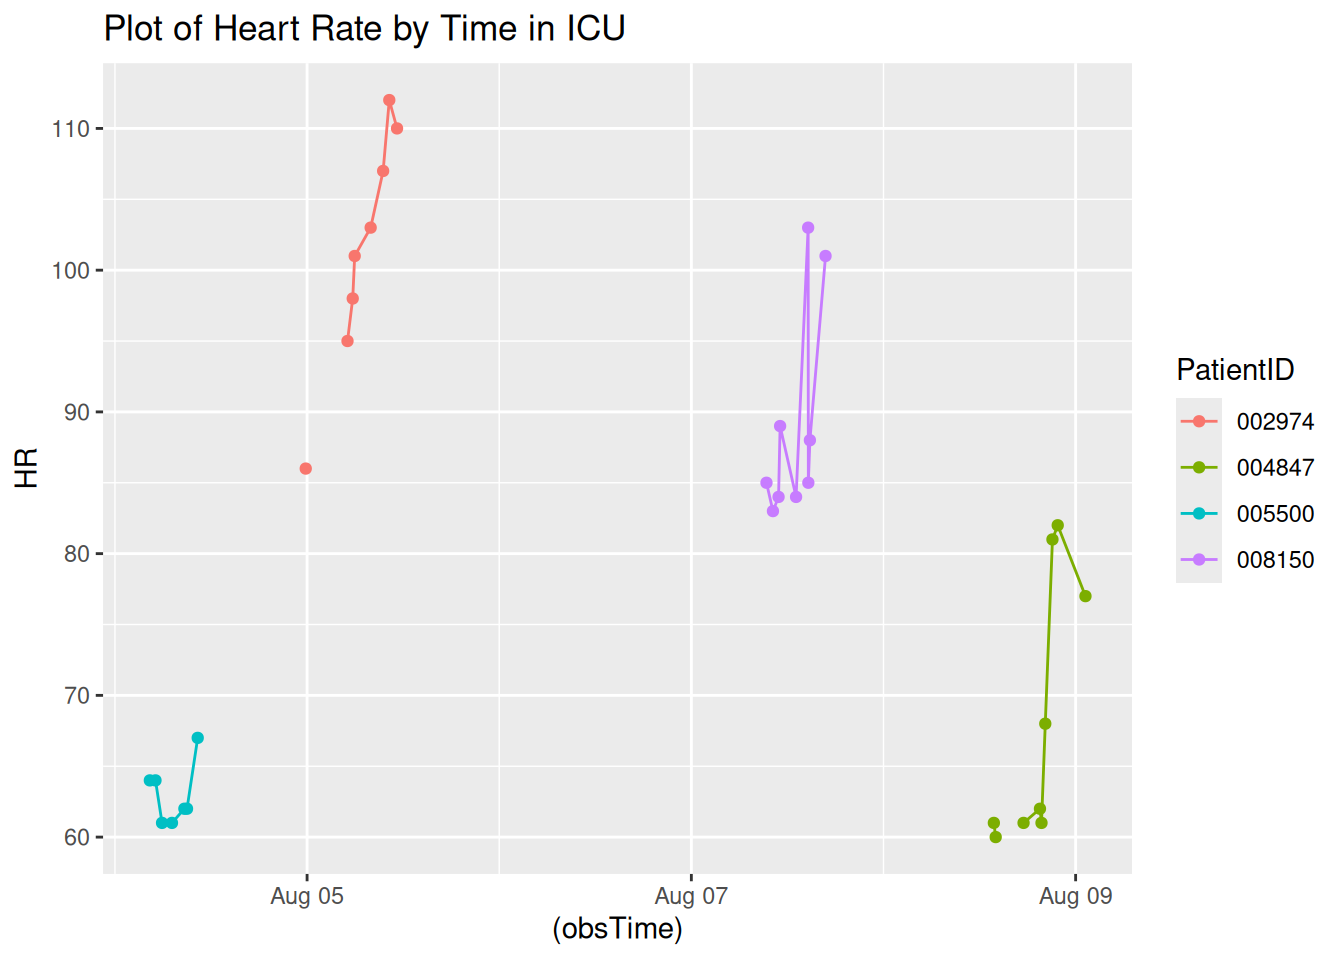 Plot of Heart Rate by Time in ICU
110
100
90
80
70
60
HR
Aug 05
Aug 07
Aug 09
(obsTime)
PatientID
002974
004847
005500
008150